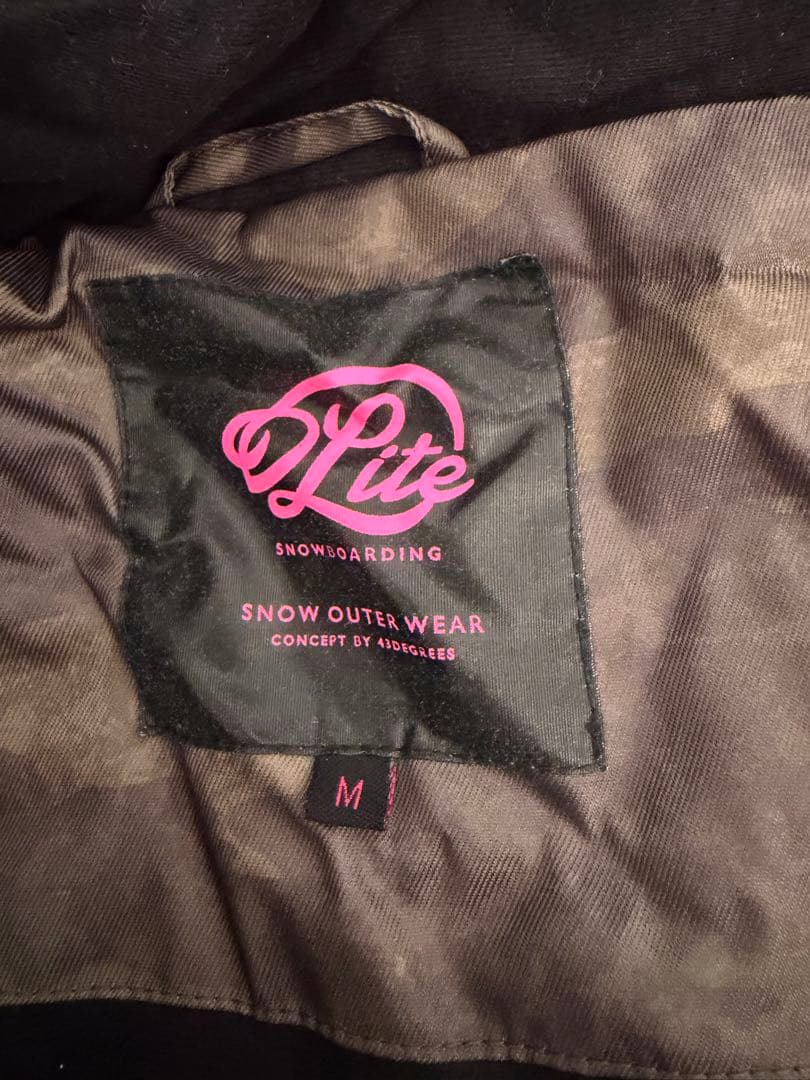 DLite
SNOWBOARDING
SNOW OUTER WEAR
CONCEPT BY 43DEGREES
M